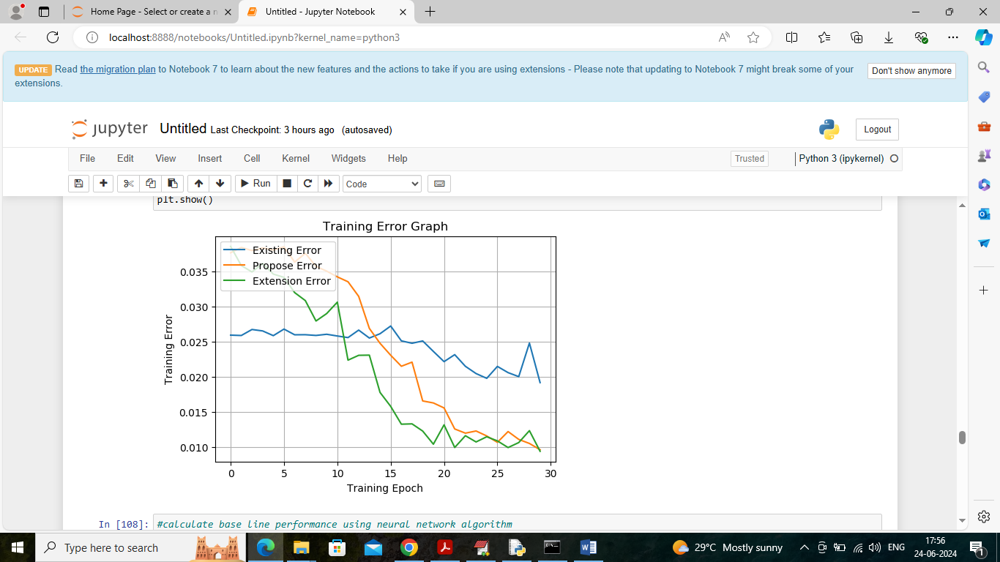 Home Page - Select or create a n
Untitled - Jupyter Notebook
localhost:8888/notebooks/Untitled.ipynb?kernel_name=python3
UPDATE Read the migration plan to Notebook 7 to learn about the new features and the actions to take if you are using extensions - Please note that updating to Notebook 7 might break some of your
extensions.
Don't show anymore
jupyter Untitled Last Checkpoint: 3 hours ago (autosaved)
Logout
File Edit View Insert Cell Kernel Widgets Help
Trusted
Python 3 (ipykernel)
Run
Code
plt.show()
Training Error Graph
Existing Error
Propose Error
Extension Error
0.035
0.030
0.025
0.020
0.015
0.010
Training Error
0 5 10 15 20 25 30
Training Epoch
In [108]: #calculate base line performance using neural network algorithm
Type here to search
29°C Mostly sunny
ENG
17:56
24-06-2024
1